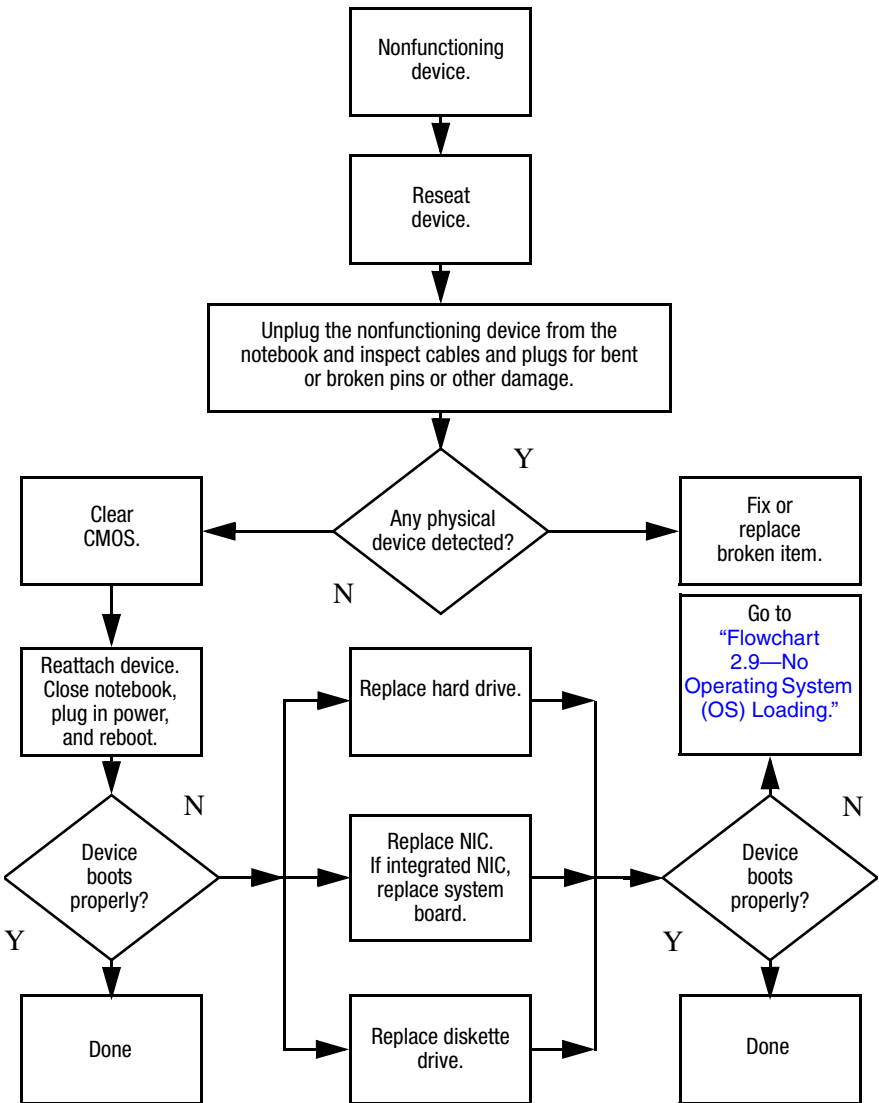 Nonfunctioning
device.
Reseat
device.
Unplug the nonfunctioning device from the
notebook and inspect cables and plugs for bent
or broken pins or other damage.
Y
Clear
CMOS.
Any physical
device detected?
Fix or
replace
broken item.
N
Reattach device.
Close notebook,
plug in power,
and reboot.
Replace hard drive.
Go to
“Flowchart
2.9—No
Operating System
(OS) Loading.”
N
N
Device
boots
properly?
Replace NIC.
If integrated NIC,
replace system
board.
Device
boots
properly?
Y
Y
Done
Replace diskette
drive.
Done